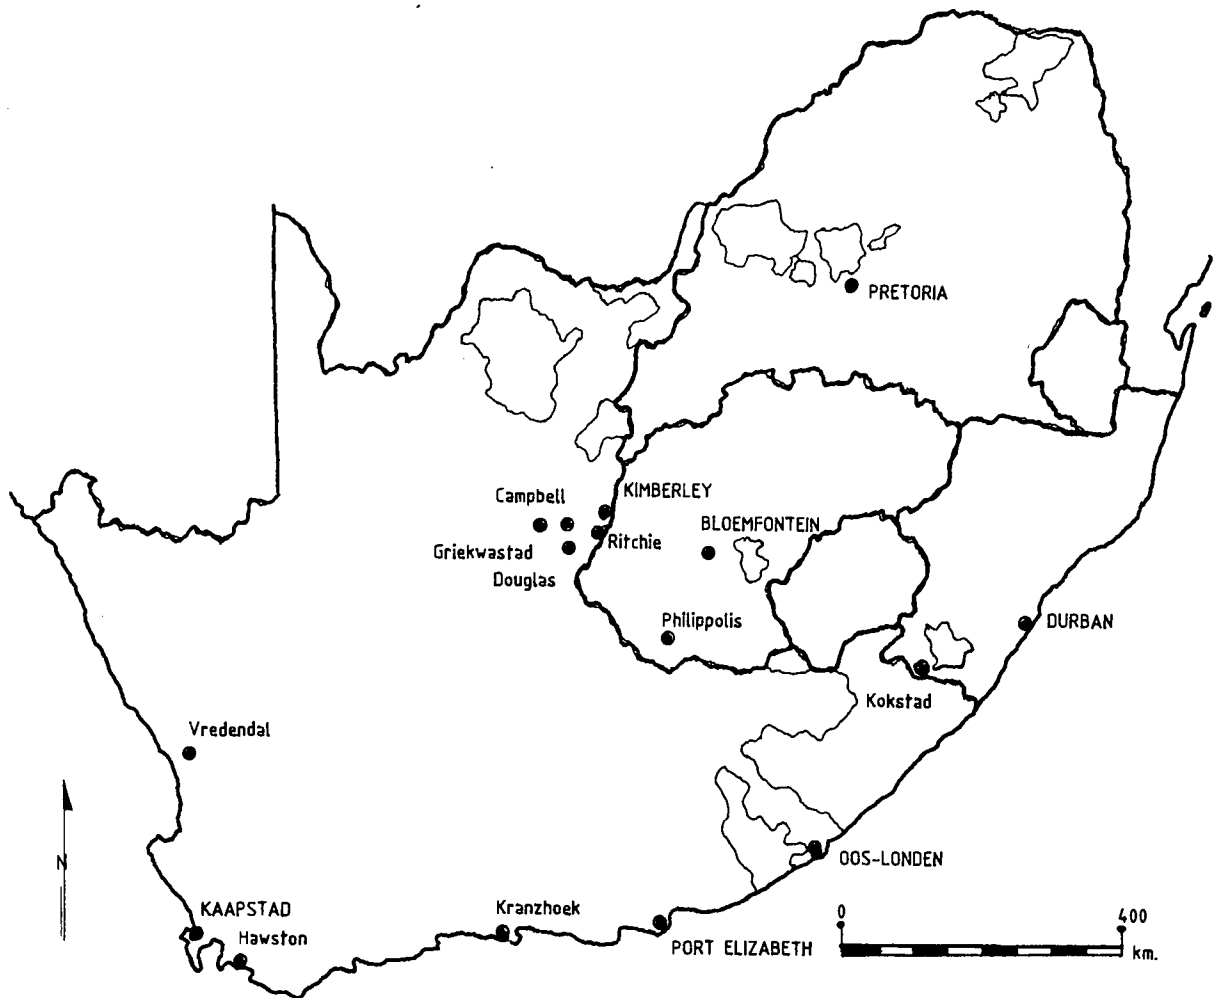 PRETORIA
Campbell
KIMBERLEY
BLOEMFONTEIN
Griekwastad
Ritchie
Douglas
Philippolis
DURBAN
Kokstad
Vredendal
N
OOS-LONDEN
KAAPSTAD
Kranzhoek
Hawston
PORT ELIZABETH
0 400
km.